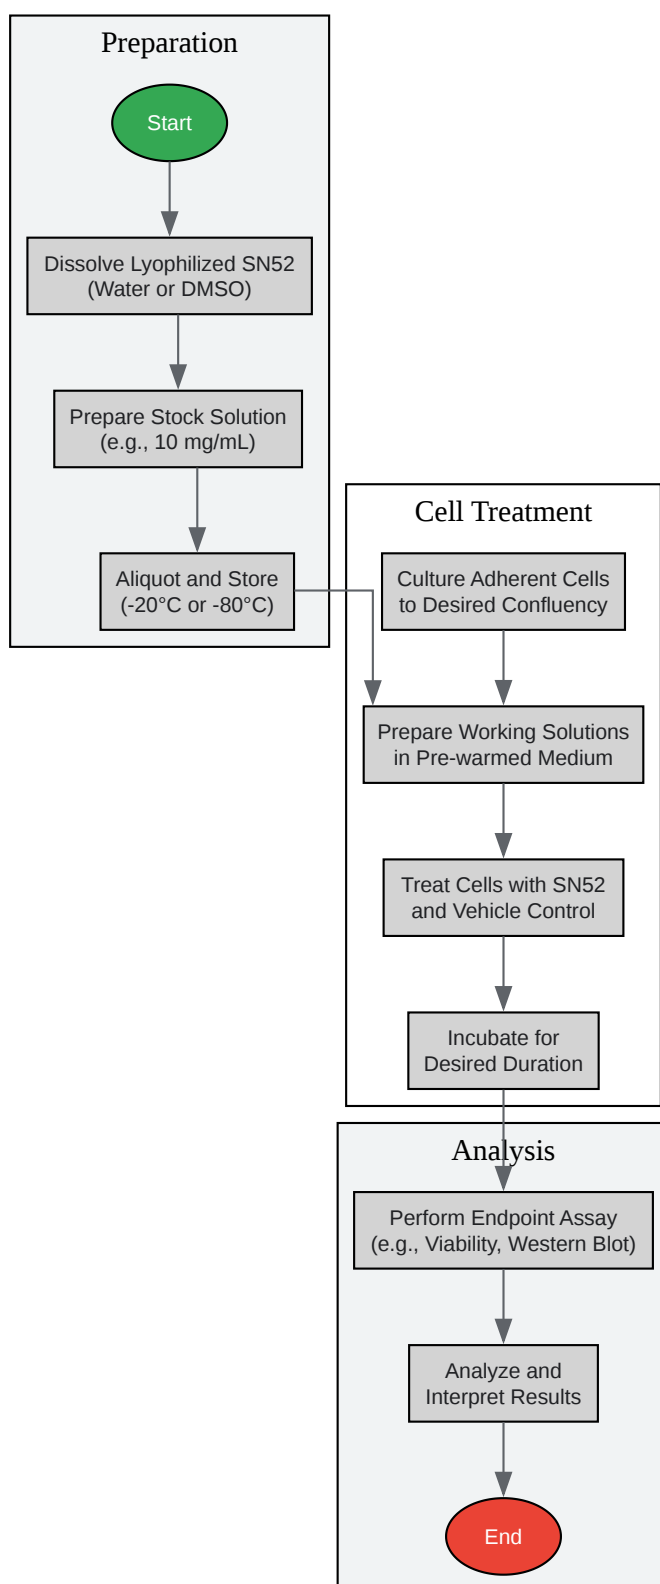 Preparation
Start
Dissolve Lyophilized SN52
(Water or DMSO)
Prepare Stock Solution
(e.g., 10 mg/mL)
Aliquot and Store
(-20°C or -80°C)
Cell Treatment
Culture Adherent Cells
to Desired Confluency
Prepare Working Solutions
in Pre-warmed Medium
Treat Cells with SN52
and Vehicle Control
Incubate for
Desired Duration
Analysis
Perform Endpoint Assay
(e.g., Viability, Western Blot)
Analyze and
Interpret Results
End